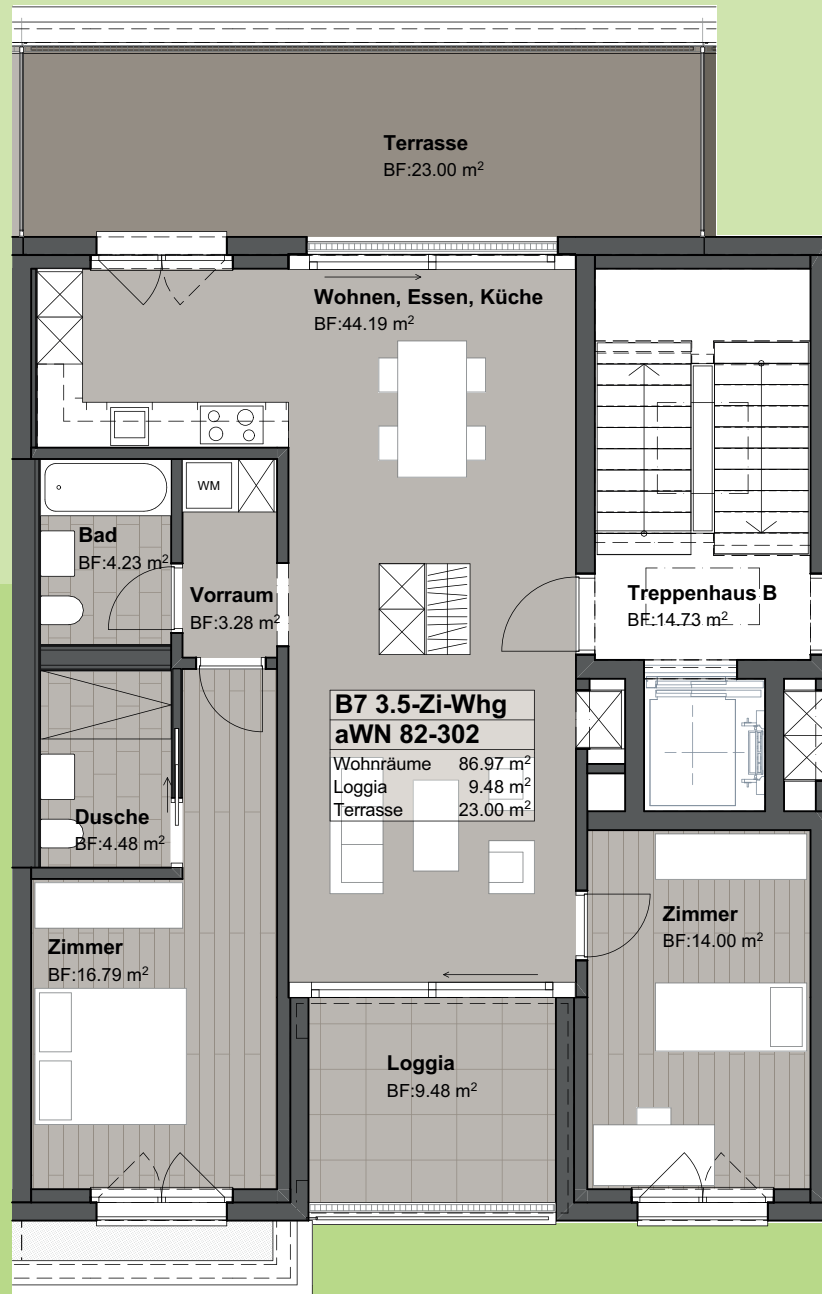 Terrasse
BF:23.00 m²
Wohnen, Essen, Küche
BF:44.19 m²
WM
Bad
BF:4.23 m²
Vorraum
BF:3.28 m²
Treppenhaus B
BF:14.73 m²
B7 3.5-Zi-Whg
aWN 82-302
Wohnräume 86.97 m²
Loggia 9.48 m²
Terrasse 23.00 m²
Dusche
BF:4.48 m²
Zimmer
BF:16.79 m²
Zimmer
BF:14.00 m²
Loggia
BF:9.48 m²